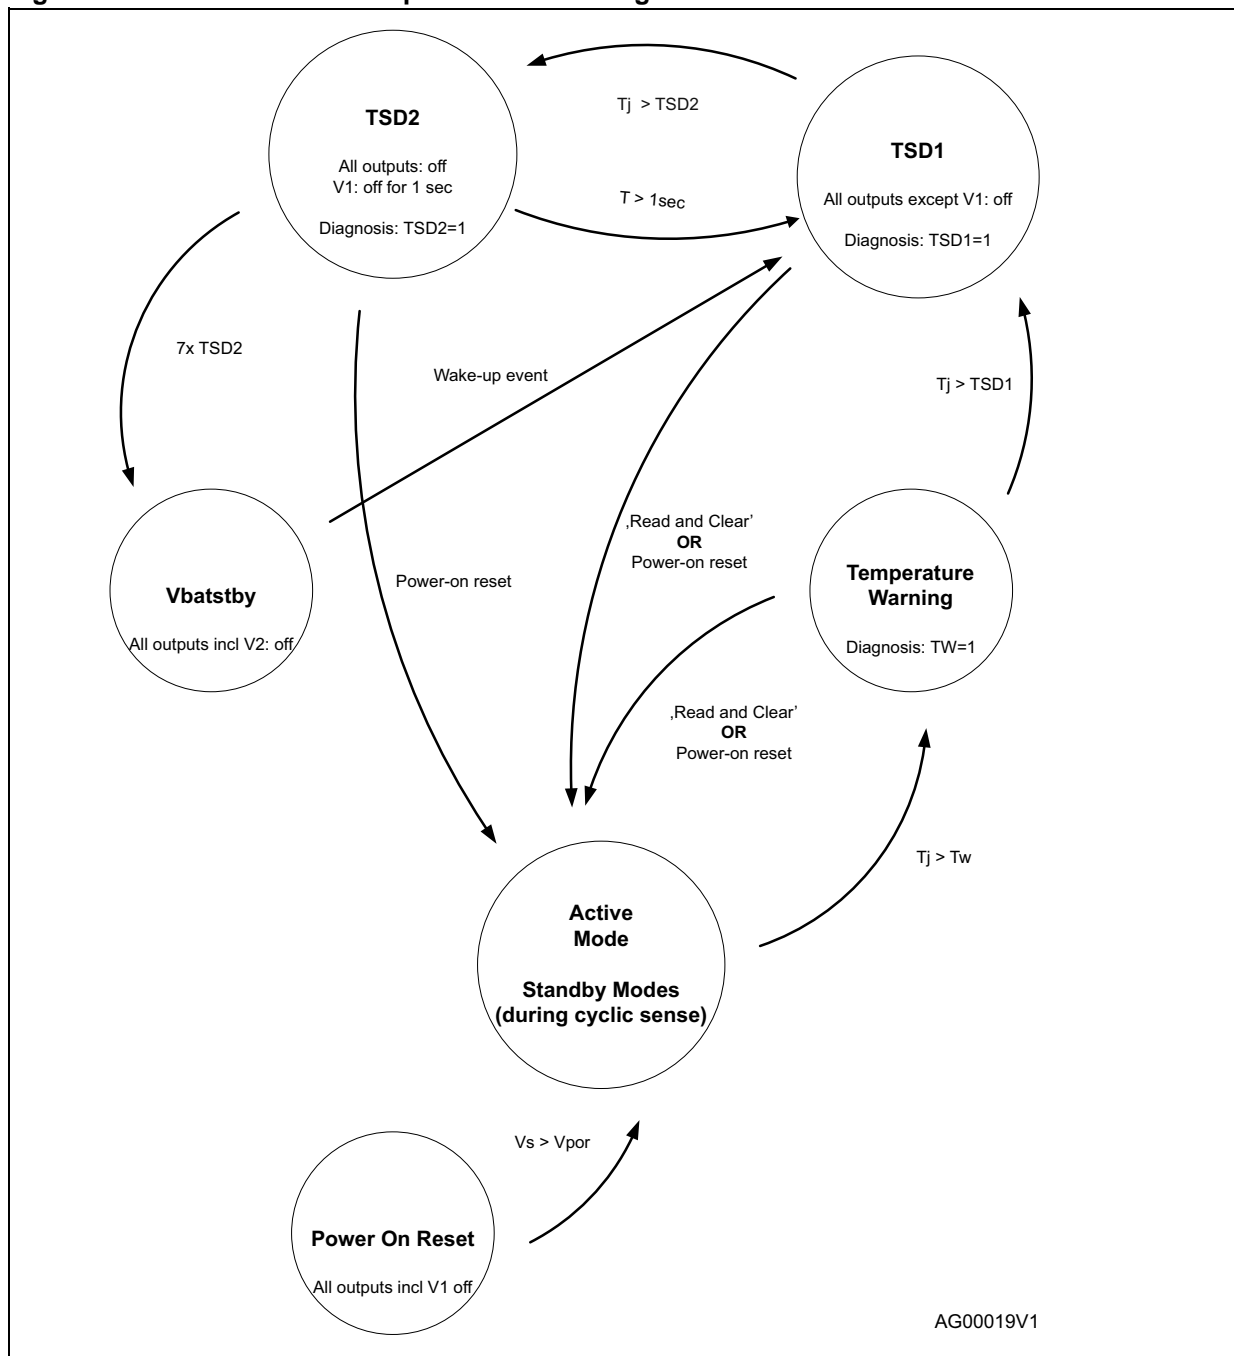 Tj > TSD2
TSD2
All outputs: off
V1: off for 1 sec
Diagnosis: TSD2=1
TSD1
All outputs except V1: off
Diagnosis: TSD1=1
T > 1sec
7x TSD2
Wake-up event
Tj > TSD1
‚Read and Clear’
OR
Power-on reset
Power-on reset
Vbatstby
All outputs incl V2: off
Temperature
Warning
Diagnosis: TW=1
‚Read and Clear’
OR
Power-on reset
Tj > Tw
Active
Mode
Standby Modes
(during cyclic sense)
Vs > Vpor
Power On Reset
All outputs incl V1 off
AG00019V1